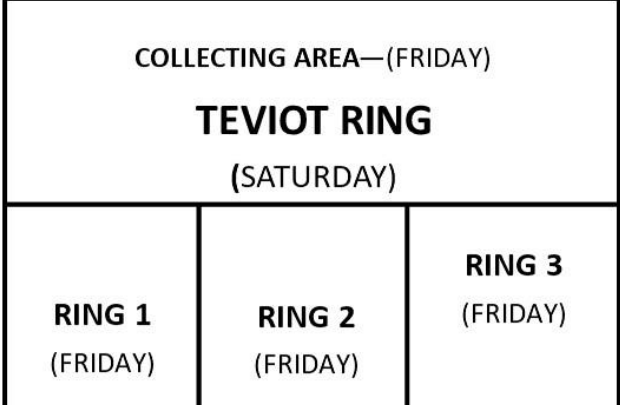 COLLECTING AREA—(FRIDAY)
TEVIOT RING
(SATURDAY)
RING 1
(FRIDAY)
RING 2
(FRIDAY)
RING 3
(FRIDAY)